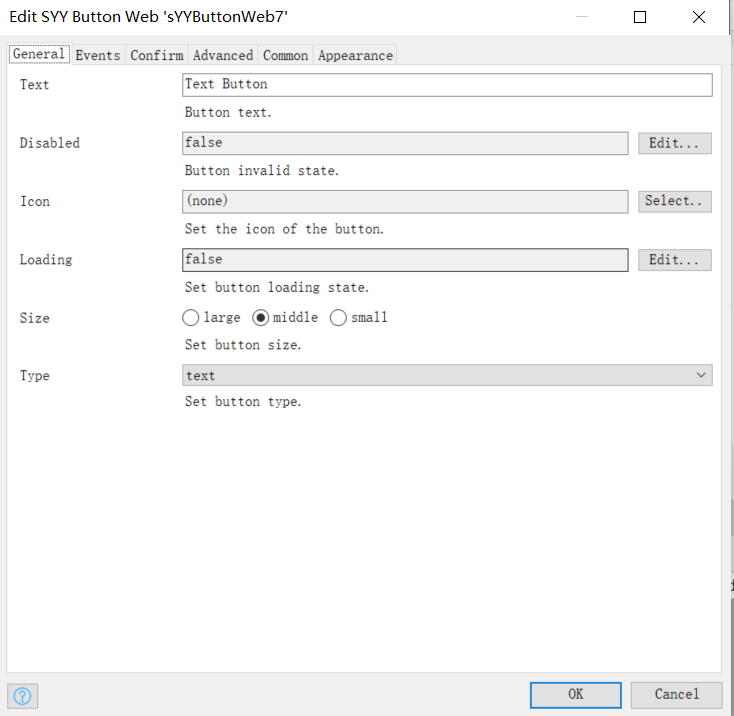 Edit SYY Button Web 'sYYButtonWeb7'
General Events Confirm Advanced Common Appearance
Text Text Button
Button text.
Disabled false Edit...
Button invalid state.
Icon (none) Select..
Set the icon of the button.
Loading false Edit...
Set button loading state.
Size large middle small
Set button size.
Type text
Set button type.
? OK Cancel